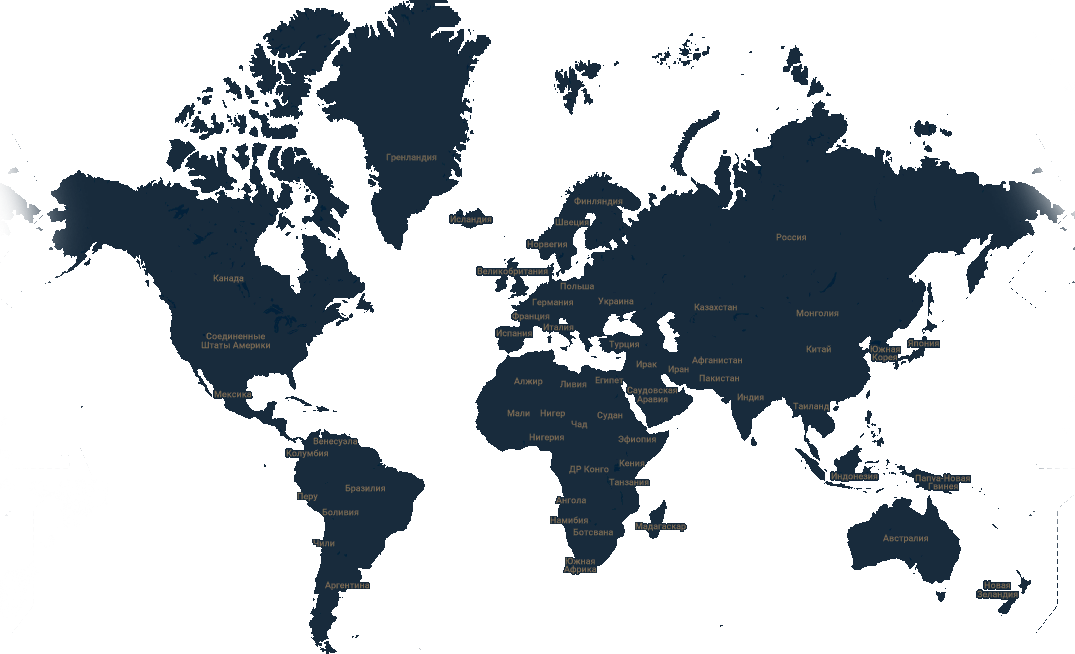 Гренландия
Финляндия
Исландия
Швеция
Россия
Норвегия
Великобритания
Канада
Польша
Германия
Украина
Казахстан
Монголия
Франция
Италия
Испания
Соединенные
Штаты Америки
Турция
Япония
Южная
Корея
Китай
Ирак
Афганистан
Иран
Пакистан
Алжир
Ливия
Египет
Саудовская
Аравия
Мексика
Индия
Таиланд
Мали
Нигер
Судан
Чад
Нигерия
Эфиопия
Венесуэла
Колумбия
Кения
ДР Конго
Индонезия
Папуа-Новая
Гвинея
Танзания
Бразилия
Перу
Ангола
Боливия
Намибия
Мадагаскар
Ботсвана
Австралия
Чили
Южная
Африка
Аргентина
Новая
Зеландия